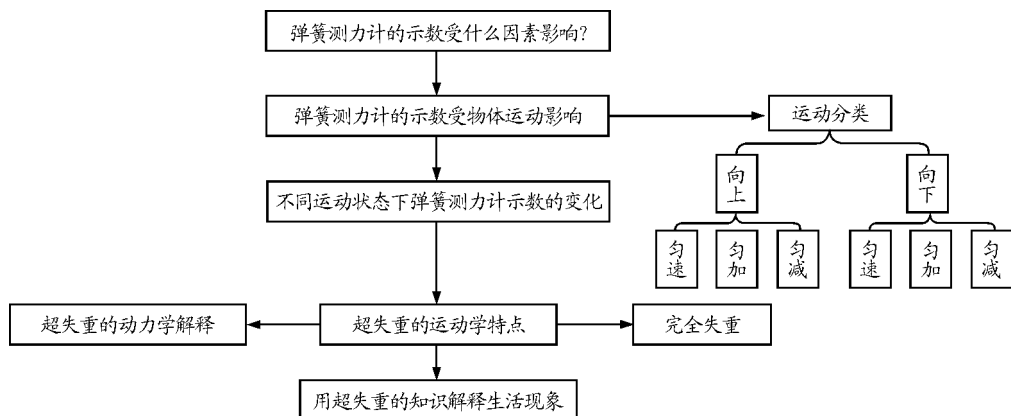 弹簧测力计的示数受什么因素影响?
弹簧测力计的示数受物体运动影响
运动分类
向上
向下
不同运动状态下弹簧测力计示数的变化
匀速
匀加
匀减
匀速
匀加
匀减
超失重的动力学解释
超失重的运动学特点
完全失重
用超失重的知识解释生活现象